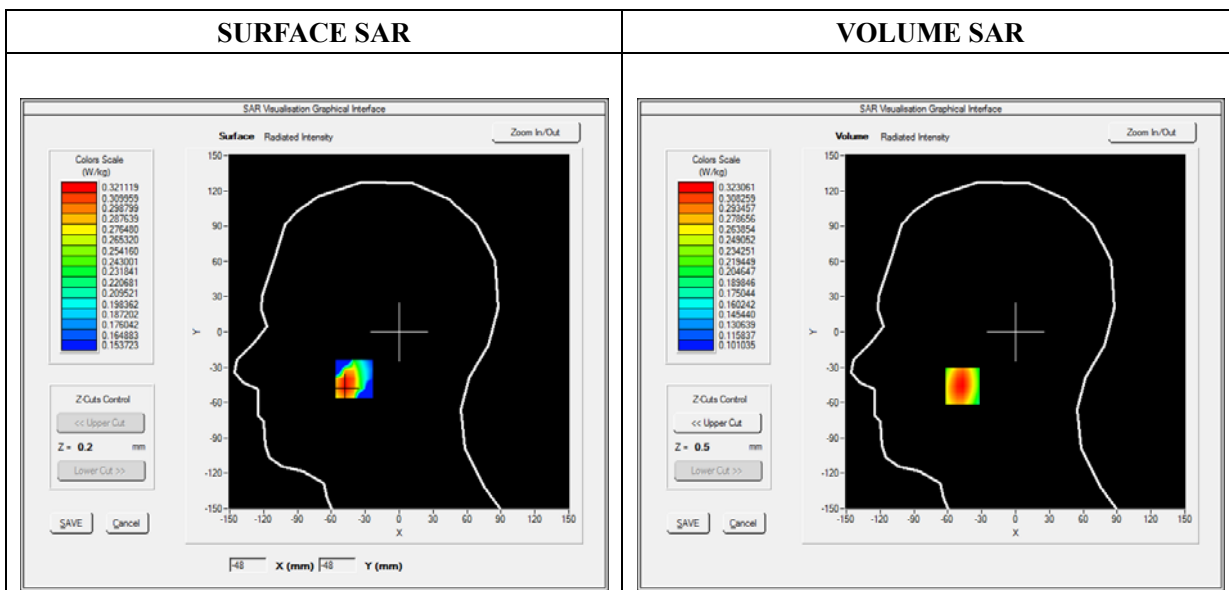 SURFACE SAR
VOLUME SAR
SAR Visualisation Graphical Interface
Surface Radiated Intensity
Zoom In/Out
Colors Scale
(W/kg)
0.321119
0.309959
0.298799
0.287639
0.276480
0.265320
0.254160
0.243001
0.231841
0.220681
0.209521
0.198362
0.187202
0.176042
0.164883
0.153723
Z-Cuts Control
<< Upper Cut
Z = 0.2 mm
Lower Cut >>
SAVE Cancel
150
120
90
60
30
0
-30
-60
-90
-120
-150
Y
-150 -120 -90 -60 -30 0 30 60 90 120 150
X
-48 X (mm) -48 Y (mm)
SAR Visualisation Graphical Interface
Volume Radiated Intensity
Zoom In/Out
Colors Scale
(W/kg)
0.323061
0.308259
0.293457
0.278656
0.263854
0.249052
0.234251
0.219449
0.204647
0.189846
0.175044
0.160242
0.145440
0.130639
0.115837
0.101035
Z-Cuts Control
<< Upper Cut
Z = 0.5 mm
Lower Cut >>
SAVE Cancel
150
120
90
60
30
0
-30
-60
-90
-120
-150
Y
-150 -120 -90 -60 -30 0 30 60 90 120 150
X